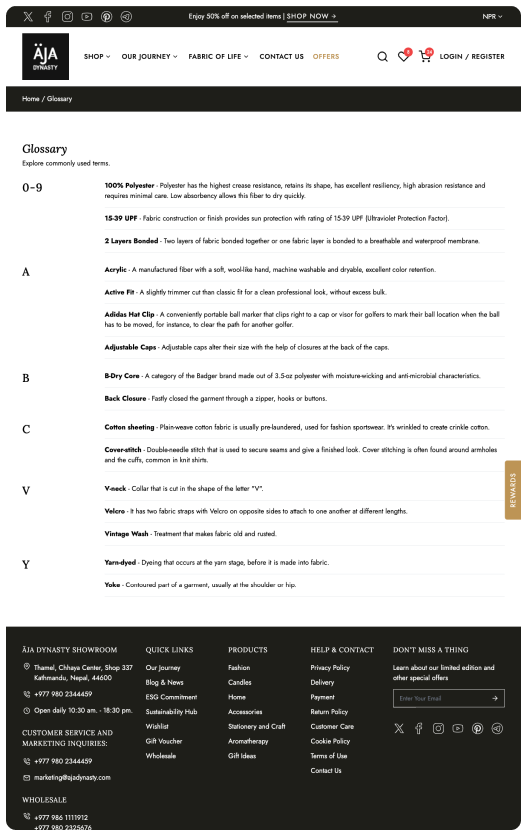 Enjoy 50% off on selected items | SHOP NOW →
NPR
ÄJA
DYNASTY
SHOP
OUR JOURNEY
FABRIC OF LIFE
CONTACT US
OFFERS
LOGIN / REGISTER
Home / Glossary
Glossary
Explore commonly used terms.
0-9
100% Polyester - Polyester has the highest crease resistance, retains its shape, has excellent resiliency, high abrasion resistance and
requires minimal care. Low absorbency allows this fiber to dry quickly.
15-39 UPF - Fabric construction or finish provides sun protection with rating of 15-39 UPF (Ultraviolet Protection Factor).
2 Layers Bonded - Two layers of fabric bonded together or one fabric layer is bonded to a breathable and waterproof membrane.
A
Acrylic - A manufactured fiber with a soft, wool-like hand, machine washable and dryable, excellent color retention.
Active Fit - A slightly trimmer cut than classic fit for a clean professional look, without excess bulk.
Adidas Hat Clip - A conveniently portable ball marker that clips right to a cap or visor for golfers to mark their ball location when the ball
has to be moved, for instance, to clear the path for another golfer.
Adjustable Caps - Adjustable caps alter their size with the help of closures at the back of the caps.
B
B-Dry Core - A category of the Badger brand made out of 3.5-oz polyester with moisture-wicking and anti-microbial characteristics.
Back Closure - Fastly closed the garment through a zipper, hooks or buttons.
C
Cotton sheeting - Plain-weave cotton fabric is usually pre-laundered, used for fashion sportswear. It's wrinkled to create crinkle cotton.
Cover-stitch - Double-needle stitch that is used to secure seams and give a finished look. Cover stitching is often found around armholes
and the cuffs, common in knit shirts.
V
V-neck - Collar that is cut in the shape of the letter "V".
Velcro - It has two fabric straps with Velcro on opposite sides to attach to one another at different lengths.
Vintage Wash - Treatment that makes fabric old and rusted.
Y
Yarn-dyed - Dyeing that occurs at the yarn stage, before it is made into fabric.
Yoke - Contoured part of a garment, usually at the shoulder or hip.
REWARDS
ÄJA DYNASTY SHOWROOM
Thamel, Chhaya Center, Shop 337
Kathmandu, Nepal, 44600
+977 980 2344459
Open daily 10:30 am. - 18:30 pm.
CUSTOMER SERVICE AND
MARKETING INQUIRIES:
+977 980 2344459
marketing@ajadynasty.com
WHOLESALE
+977 986 1111912
+977 980 2325676
QUICK LINKS
Our Journey
Blog & News
ESG Commitment
Sustainability Hub
Wishlist
Gift Voucher
Wholesale
PRODUCTS
Fashion
Candles
Home
Accessories
Stationery and Craft
Aromatherapy
Gift Ideas
HELP & CONTACT
Privacy Policy
Delivery
Payment
Return Policy
Customer Care
Cookie Policy
Terms of Use
Contact Us
DON'T MISS A THING
Learn about our limited edition and
other special offers
Enter Your Email